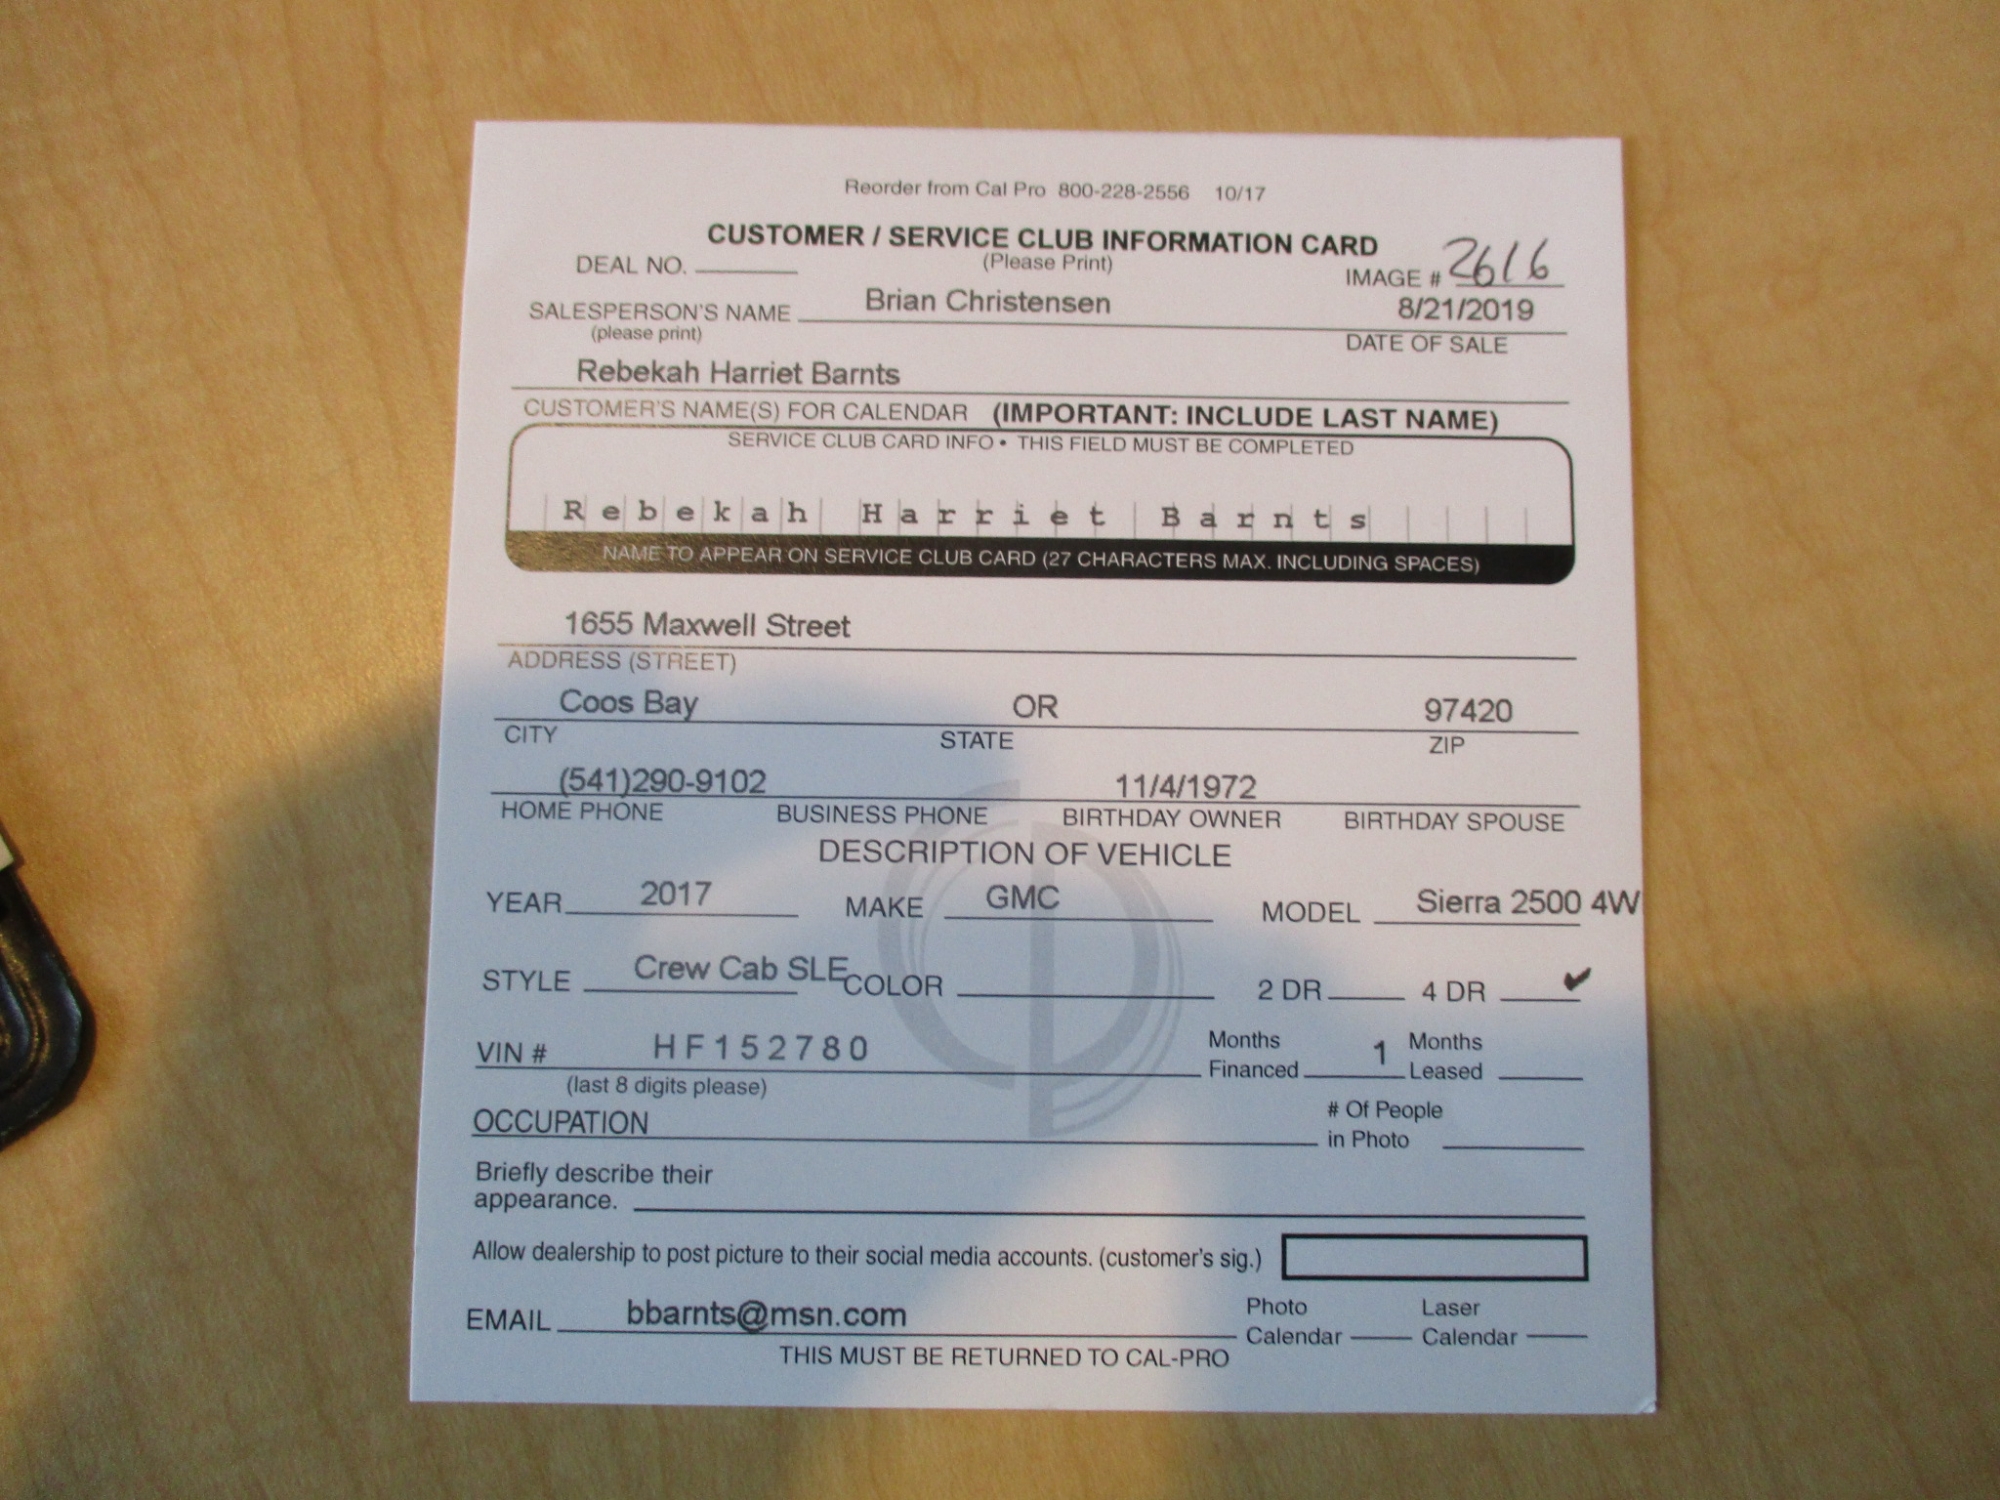 Reorder from Cal Pro 800-228-2556 10/17
CUSTOMER / SERVICE CLUB INFORMATION CARD
(Please Print)
DEAL NO.
IMAGE # 2616
SALESPERSON'S NAME Brian Christensen 8/21/2019
(please print) DATE OF SALE
Rebekah Harriet Barnts
CUSTOMER'S NAME(S) FOR CALENDAR (IMPORTANT: INCLUDE LAST NAME)
SERVICE CLUB CARD INFO • THIS FIELD MUST BE COMPLETED
Rebekah Harriet Barnts
NAME TO APPEAR ON SERVICE CLUB CARD (27 CHARACTERS MAX. INCLUDING SPACES)
1655 Maxwell Street
ADDRESS (STREET)
Coos Bay OR 97420
CITY STATE ZIP
(541)290-9102 11/4/1972
HOME PHONE BUSINESS PHONE BIRTHDAY OWNER BIRTHDAY SPOUSE
DESCRIPTION OF VEHICLE
YEAR 2017 MAKE GMC MODEL Sierra 2500 4W
STYLE Crew Cab SLE COLOR 2 DR 4 DR ✔
VIN # HF152780 Months Financed 1 Months Leased
(last 8 digits please)
OCCUPATION # Of People in Photo
Briefly describe their
appearance.
Allow dealership to post picture to their social media accounts. (customer's sig.)
EMAIL bbarnts@msn.com Photo Calendar Laser Calendar
THIS MUST BE RETURNED TO CAL-PRO